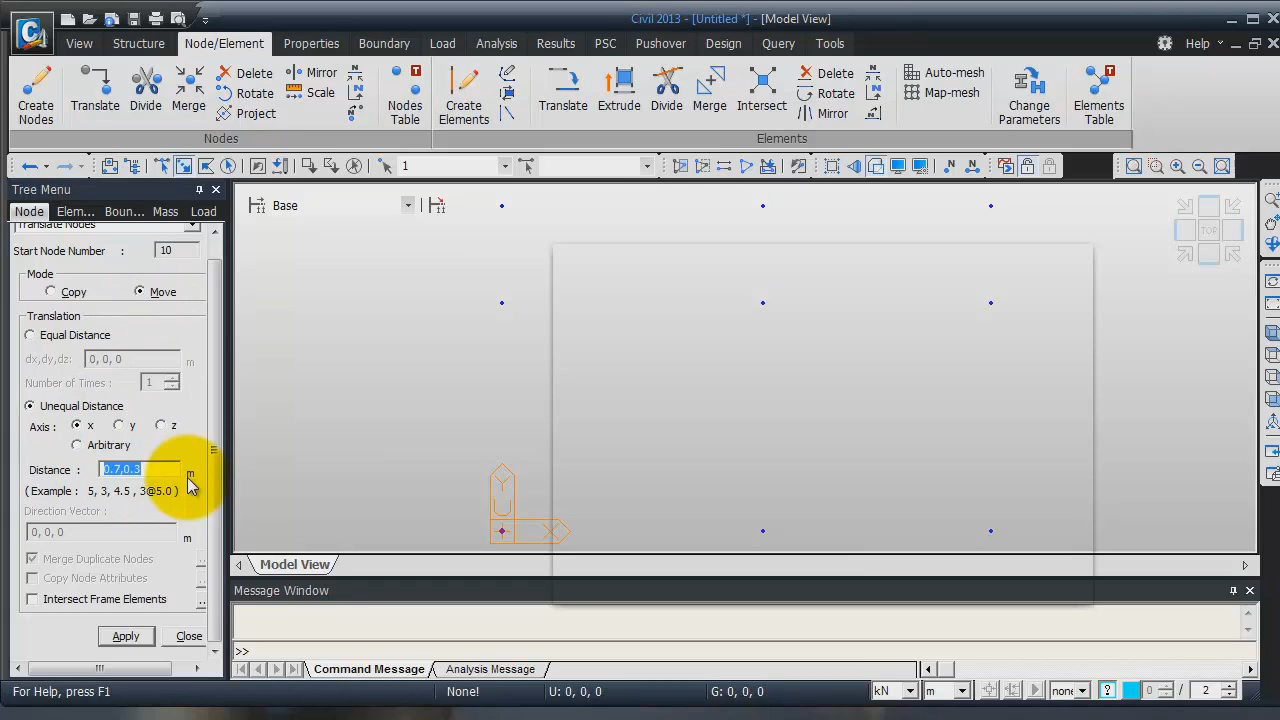 Civil 2013 - [Untitled *] - [Model View]
View Structure Node/Element Properties Boundary Load Analysis Results PSC Pushover Design Query Tools Help
Create Nodes
Translate
Divide
Merge
Delete
Rotate
Project
Mirror
Scale
Nodes Table
Create Elements
Translate
Extrude
Divide
Merge
Intersect
Delete
Rotate
Mirror
Auto-mesh
Map-mesh
Change Parameters
Elements Table
Nodes
Elements
1
Tree Menu
Node Elem... Boun... Mass Load
Translate Nodes
Start Node Number : 10
Mode
Copy Move
Translation
Equal Distance
dx,dy,dz: 0, 0, 0 m
Number of Times : 1
Unequal Distance
Axis : x y z
Arbitrary
Distance : 0.7,0.3 m
( Example : 5, 3, 4.5 , 3@5.0 )
Direction Vector :
0, 0, 0 m
Merge Duplicate Nodes
Copy Node Attributes
Intersect Frame Elements
Apply Close
Base
TOP
Y
U
X
Model View
Message Window
>>
Command Message Analysis Message
For Help, press F1 None! U: 0, 0, 0 G: 0, 0, 0 kN m none 0 / 2